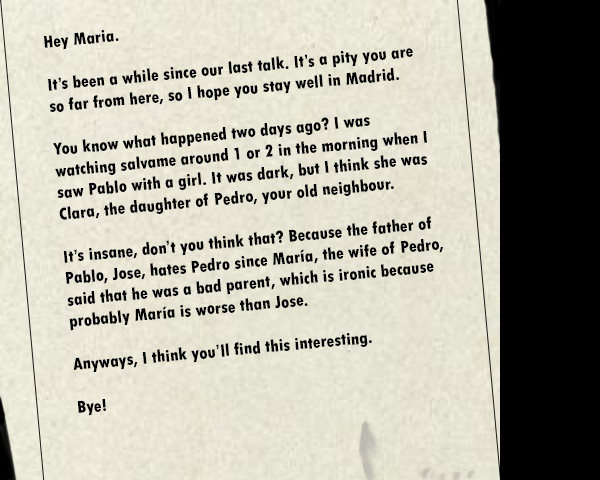 Hey Maria.
It's been a while since our last talk. It's a pity you are
so far from here, so I hope you stay well in Madrid.
You know what happened two days ago? I was
watching salvame around 1 or 2 in the morning when I
saw Pablo with a girl. It was dark, but I think she was
Clara, the daughter of Pedro, your old neighbour.
It's insane, don't you think that? Because the father of
Pablo, Jose, hates Pedro since María, the wife of Pedro,
said that he was a bad parent, which is ironic because
probably María is worse than Jose.
Anyways, I think you'll find this interesting.
Bye!